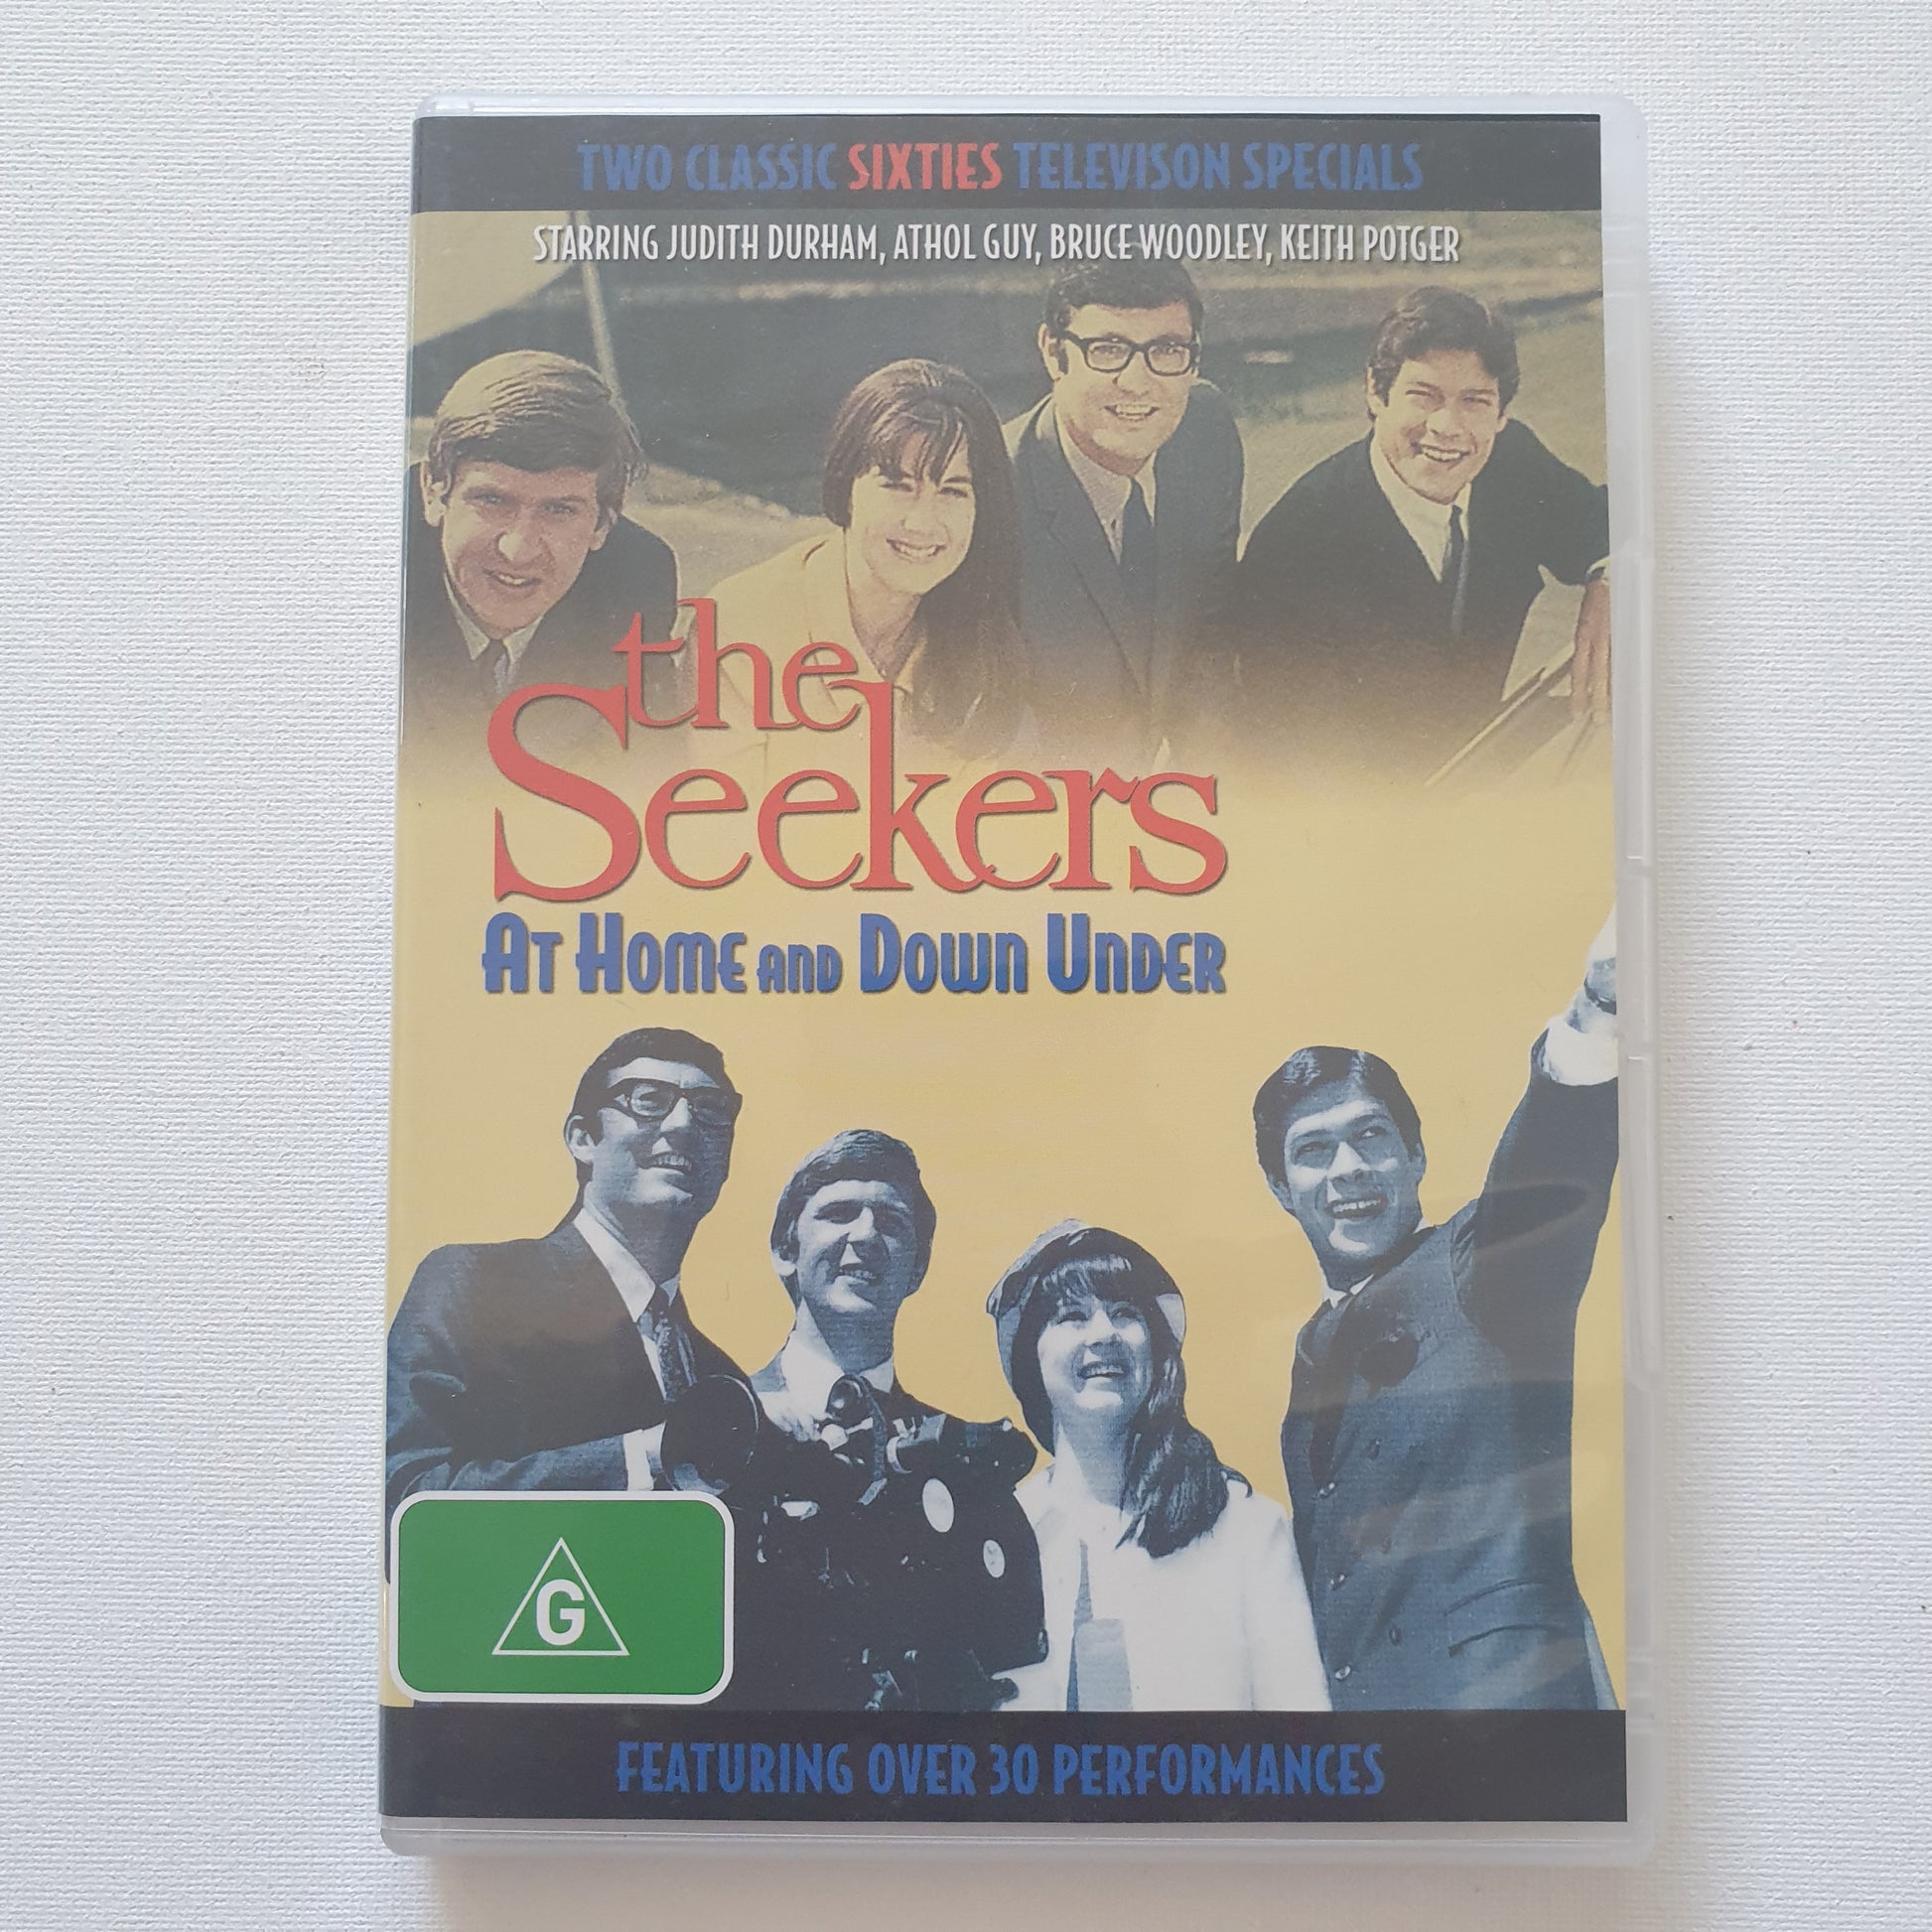 TWO CLASSIC SIXTIES TELEVISON SPECIALS
STARRING JUDITH DURHAM, ATHOL GUY, BRUCE WOODLEY, KEITH POTGER
the
Seekers
AT HOME AND DOWN UNDER
G
FEATURING OVER 30 PERFORMANCES